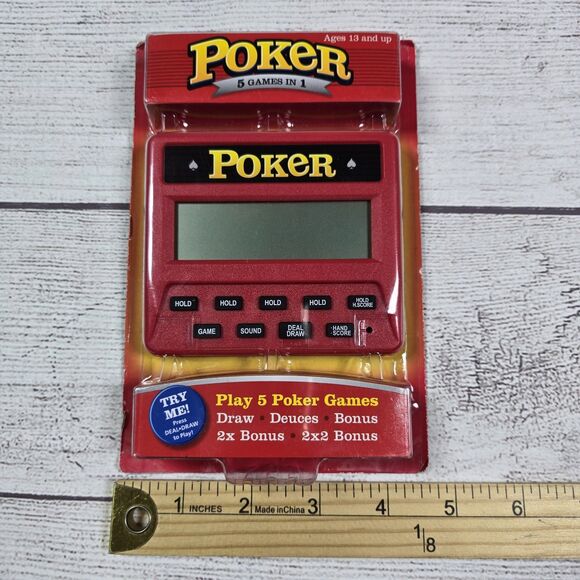 Ages 13 and up
POKER
5 GAMES IN 1
POKER
HOLD HOLD HOLD HOLD HOLD
H.SCORE
GAME SOUND DEAL HAND
DRAW SCORE
TRY
ME!
Press
DEAL•DRAW
to Play!
Play 5 Poker Games
Draw • Deuces • Bonus
2x Bonus • 2x2 Bonus
1 INCHES 2 Made in China 3 4 5 6
1/8